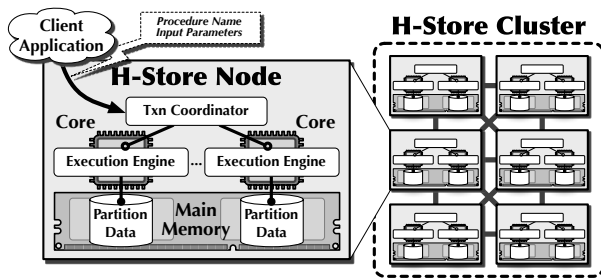 Client
Application
Procedure Name
Input Parameters
H-Store Cluster
H-Store Node
Txn Coordinator
Core
Core
Execution Engine
...
Execution Engine
Partition
Data
Main
Memory
Partition
Data